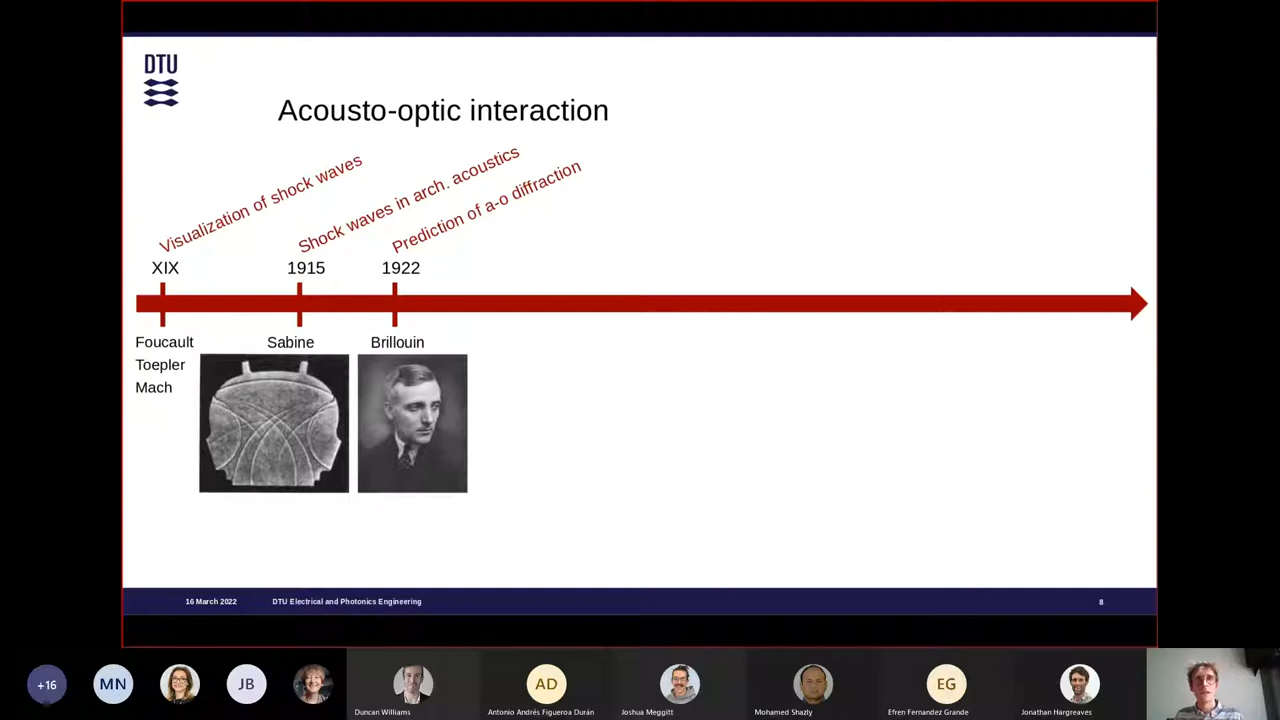 DTU
Acousto-optic interaction
Visualization of shock waves
Shock waves in arch. acoustics
Prediction of a-o diffraction
XIX
1915
1922
Foucault
Toepler
Mach
Sabine
Brillouin
16 March 2022
DTU Electrical and Photonics Engineering
8
+16
MN
JB
AD
EG
Duncan Williams
Antonio Andrés Figueroa Durán
Joshua Meggitt
Mohamed Shazly
Efren Fernandez Grande
Jonathan Hargreaves